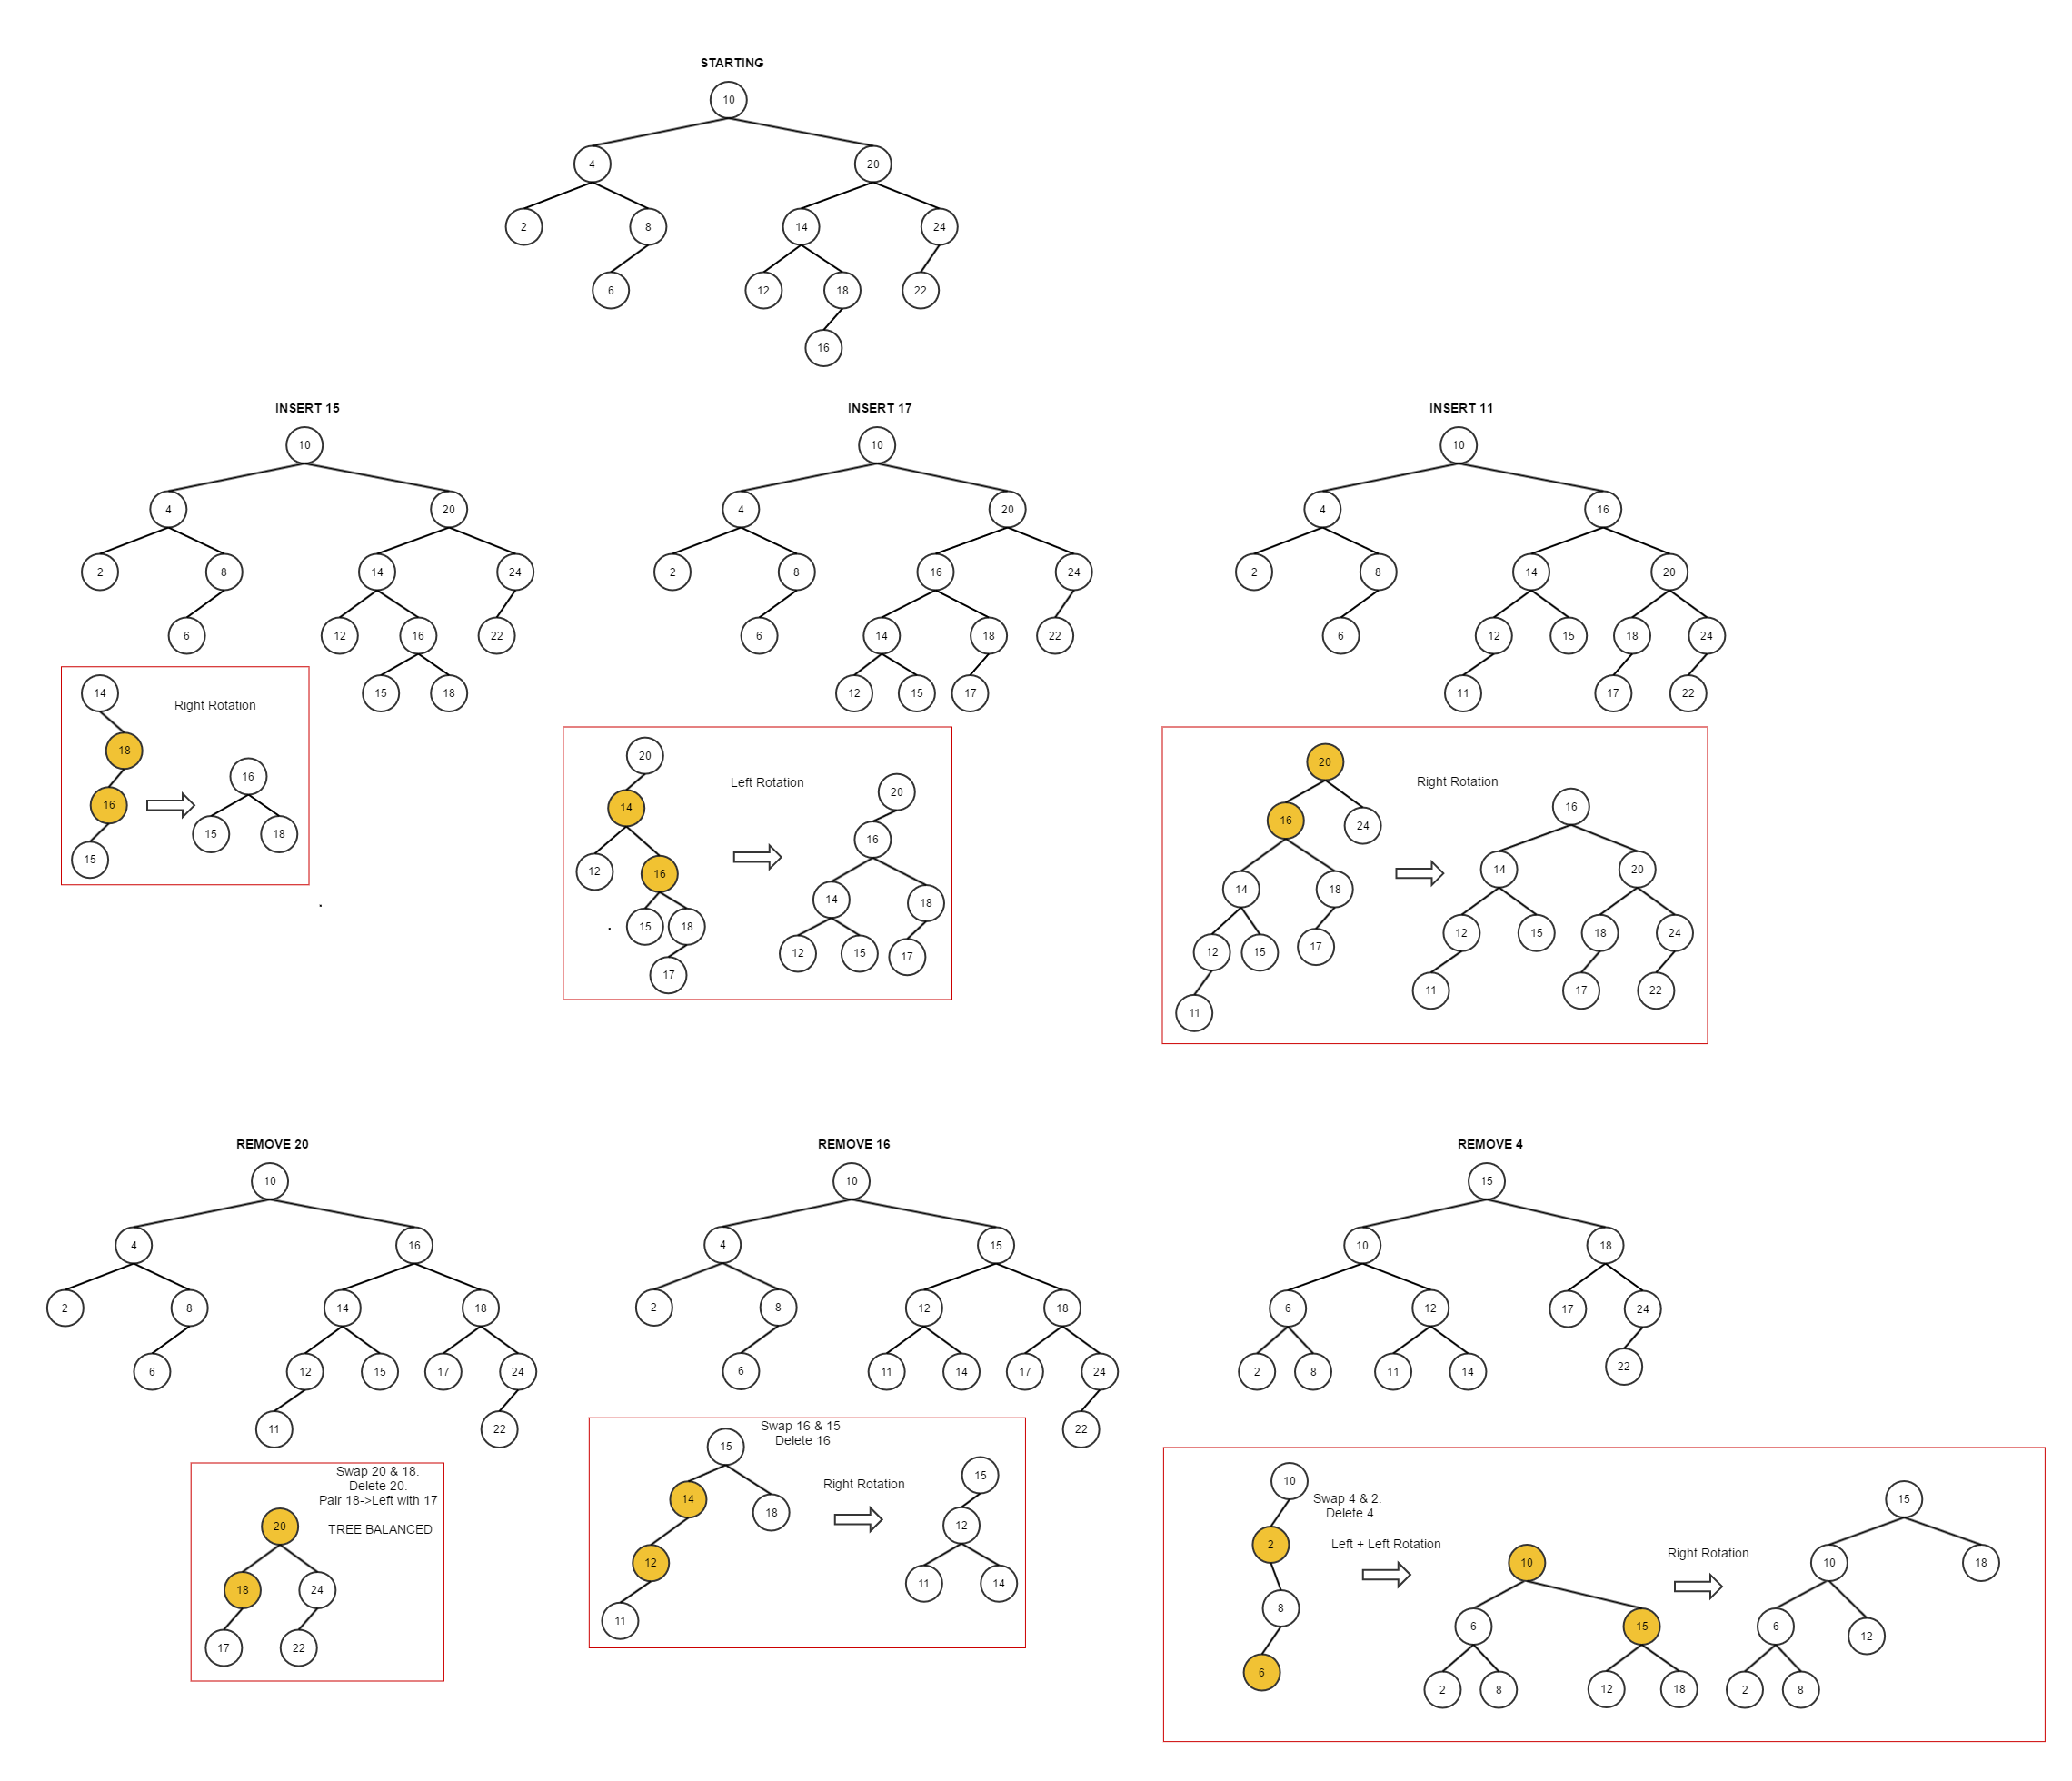 STARTING
10
4 20
2 8 14 24
6 12 18 22
16
INSERT 15
10
4 20
2 8 14 24
6 12 16 22
15 18
14
Right Rotation
18
16
16
15 18
15
INSERT 17
10
4 20
2 8 16 24
6 14 18 22
12 15 17
20
Left Rotation
20
14
16
12 16
14 18
15 18
12 15 17
17
INSERT 11
10
4 16
2 8 14 20
6 12 15 18 24
11 17 22
20
Right Rotation
16
16 24
14 20
14 18
12 15 18 24
12 15 17
11 17 22
11
REMOVE 20
10
4 16
2 8 14 18
6 12 15 17 24
11 22
Swap 20 & 18.
Delete 20.
Pair 18->Left with 17
20
TREE BALANCED
18 24
17 22
REMOVE 16
10
4 15
2 8 12 18
6 11 14 17 24
22
Swap 16 & 15
Delete 16
15
Right Rotation
15
14 18
12
12
11 14
11
REMOVE 4
15
10 18
6 12 17 24
2 8 11 14 22
10
Swap 4 & 2.
Delete 4
2
Left + Left Rotation
8
6
10
6 15
2 8 12 18
Right Rotation
15
10 18
6 12
2 8